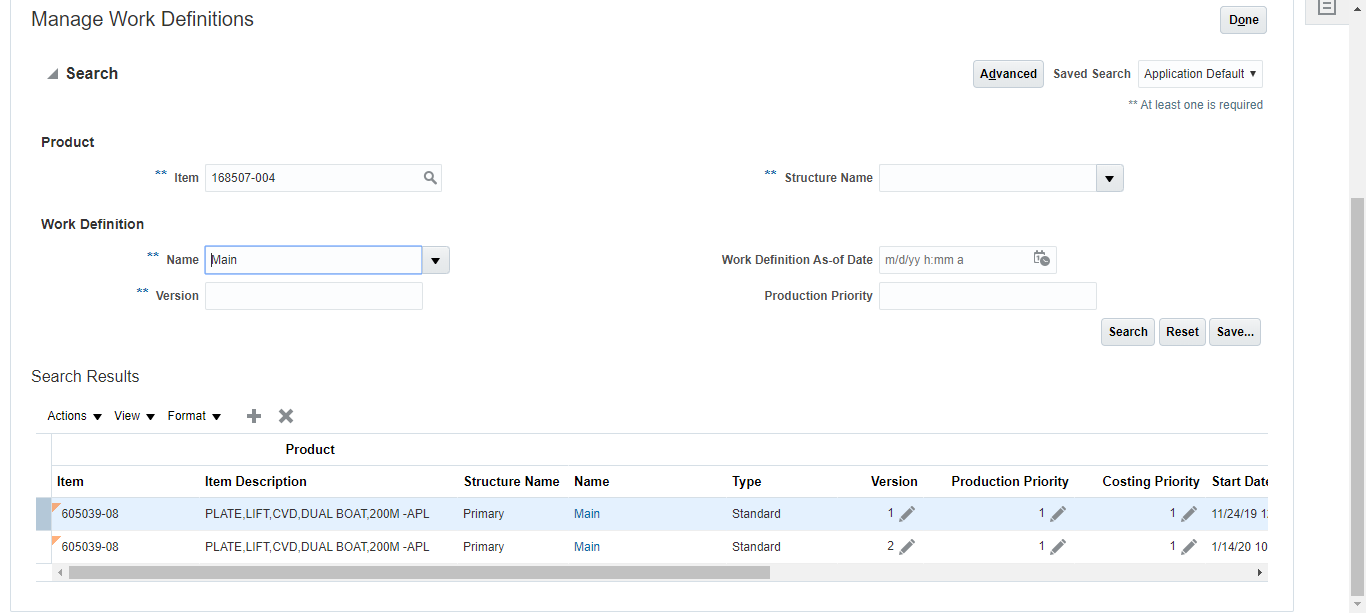 Manage Work Definitions
Done
Search
Advanced Saved Search Application Default
** At least one is required
Product
** Item 168507-004 ** Structure Name
Work Definition
** Name Main Work Definition As-of Date m/d/yy h:mm a
** Version Production Priority
Search Reset Save...
Search Results
Actions View Format
Product
Item Item Description Structure Name Name Type Version Production Priority Costing Priority Start Date
605039-08 PLATE,LIFT,CVD,DUAL BOAT,200M -APL Primary Main Standard 1 1 1 11/24/19 1
605039-08 PLATE,LIFT,CVD,DUAL BOAT,200M -APL Primary Main Standard 2 1 1 1/14/20 10